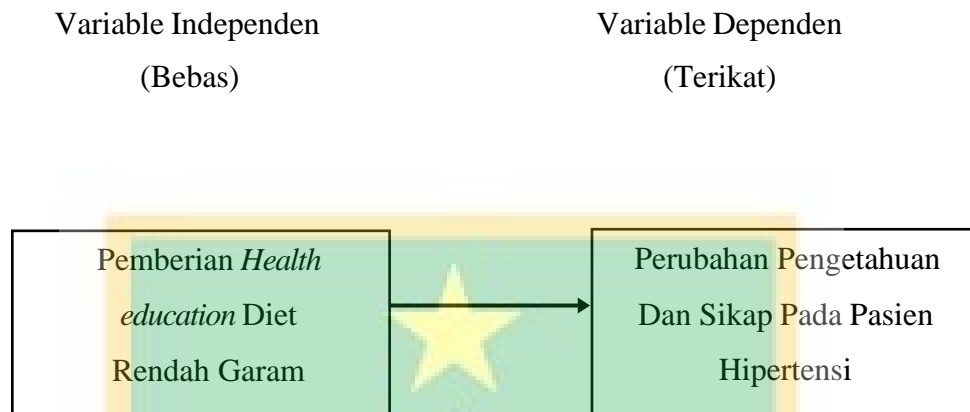 Variable Independen
(Bebas)
Variable Dependen
(Terikat)
Pemberian Health
education Diet
Rendah Garam
Perubahan Pengetahuan
Dan Sikap Pada Pasien
Hipertensi